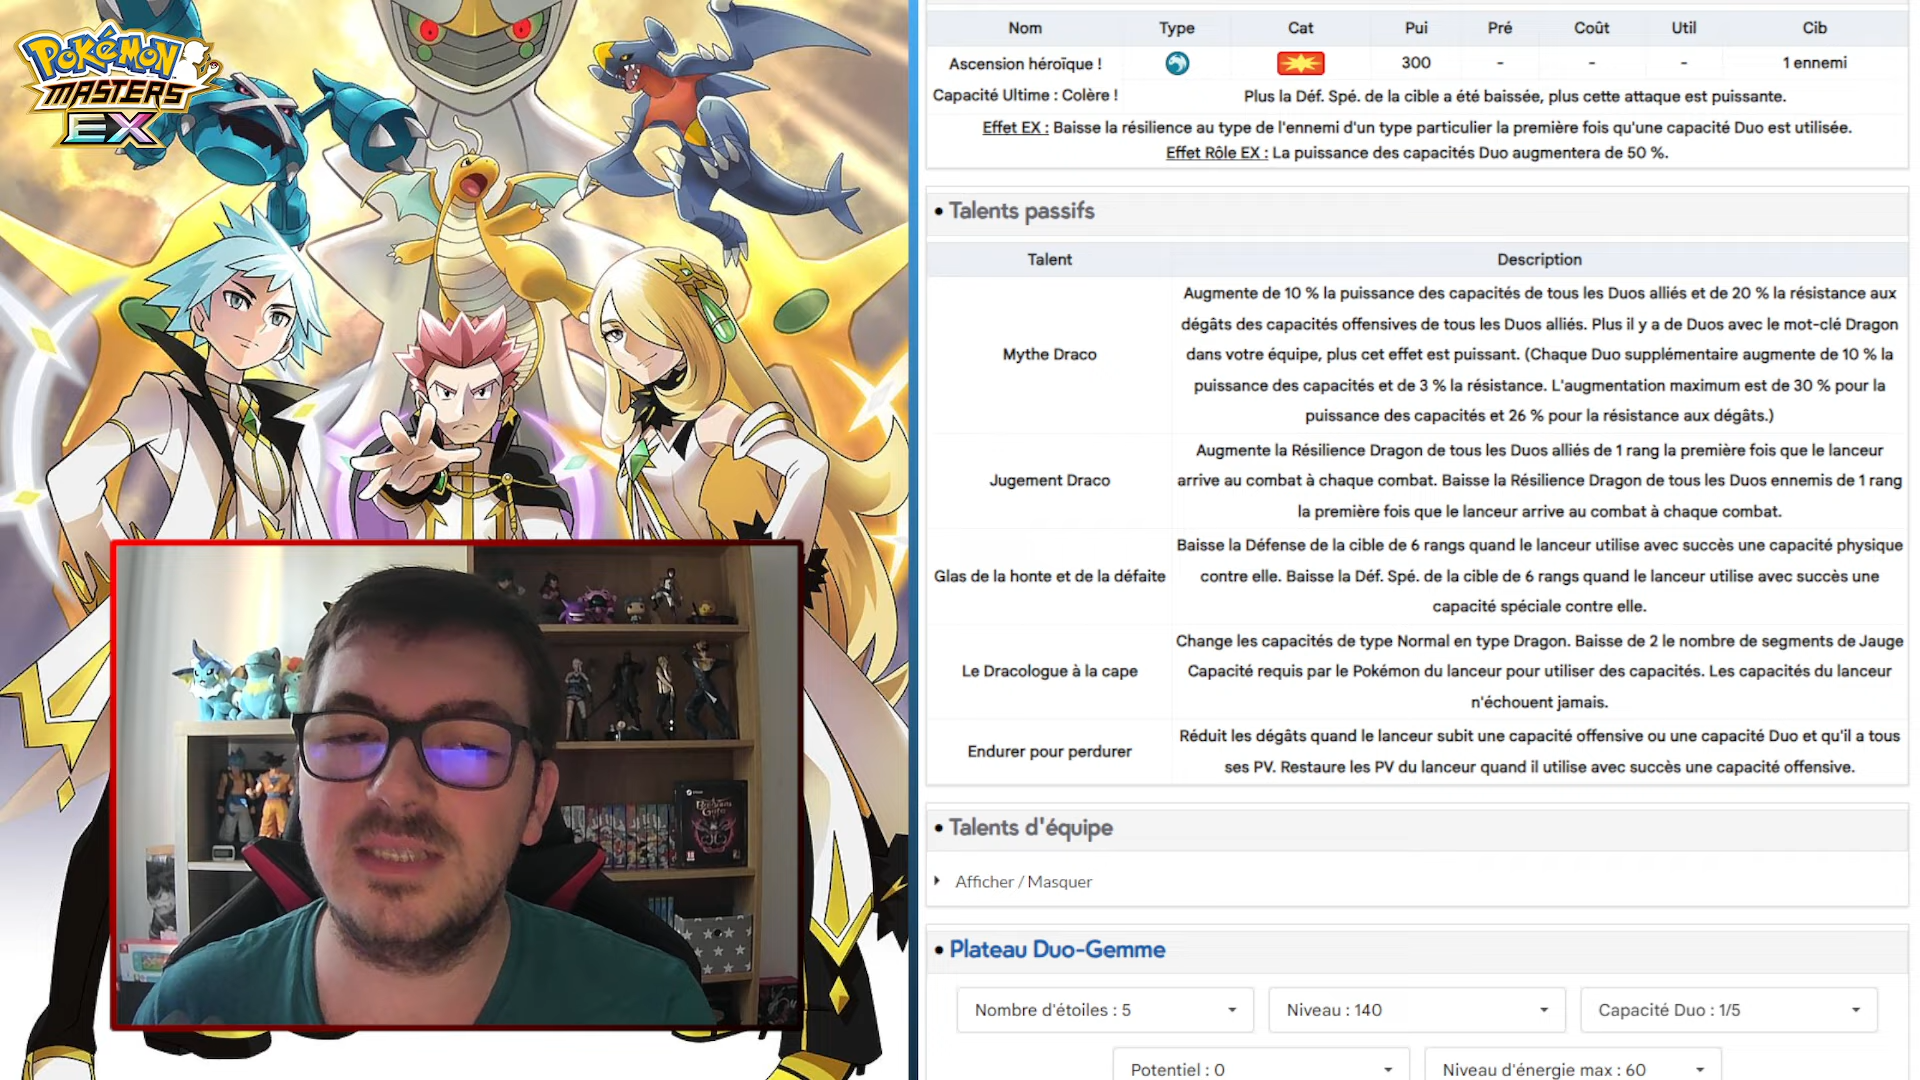 POKéMON
MASTERS
EX
Nom Type Cat Pui Pré Coût Util Cib
Ascension héroïque ! 300 - - - 1 ennemi
Capacité Ultime : Colère ! Plus la Déf. Spé. de la cible a été baissée, plus cette attaque est puissante.
Effet EX : Baisse la résilience au type de l'ennemi d'un type particulier la première fois qu'une capacité Duo est utilisée.
Effet Rôle EX : La puissance des capacités Duo augmentera de 50 %.
• Talents passifs
Talent Description
Mythe Draco
Augmente de 10 % la puissance des capacités de tous les Duos alliés et de 20 % la résistance aux
dégâts des capacités offensives de tous les Duos alliés. Plus il y a de Duos avec le mot-clé Dragon
dans votre équipe, plus cet effet est puissant. (Chaque Duo supplémentaire augmente de 10 % la
puissance des capacités et de 3 % la résistance. L'augmentation maximum est de 30 % pour la
puissance des capacités et 26 % pour la résistance aux dégâts.)
Jugement Draco
Augmente la Résilience Dragon de tous les Duos alliés de 1 rang la première fois que le lanceur
arrive au combat à chaque combat. Baisse la Résilience Dragon de tous les Duos ennemis de 1 rang
la première fois que le lanceur arrive au combat à chaque combat.
Glas de la honte et de la défaite
Baisse la Défense de la cible de 6 rangs quand le lanceur utilise avec succès une capacité physique
contre elle. Baisse la Déf. Spé. de la cible de 6 rangs quand le lanceur utilise avec succès une
capacité spéciale contre elle.
Le Dracologue à la cape
Change les capacités de type Normal en type Dragon. Baisse de 2 le nombre de segments de Jauge
Capacité requis par le Pokémon du lanceur pour utiliser des capacités. Les capacités du lanceur
n'échouent jamais.
Endurer pour perdurer
Réduit les dégâts quand le lanceur subit une capacité offensive ou une capacité Duo et qu'il a tous
ses PV. Restaure les PV du lanceur quand il utilise avec succès une capacité offensive.
• Talents d'équipe
Afficher / Masquer
• Plateau Duo-Gemme
Nombre d'étoiles : 5 Niveau : 140 Capacité Duo : 1/5
Potentiel : 0 Niveau d'énergie max : 60